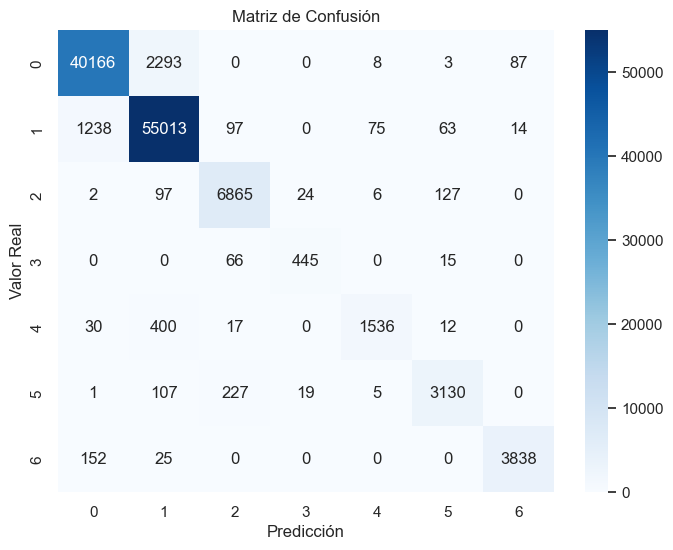 Matriz de Confusión
0 40166 2293 0 0 8 3 87
1 1238 55013 97 0 75 63 14
2 2 97 6865 24 6 127 0
3 0 0 66 445 0 15 0
4 30 400 17 0 1536 12 0
5 1 107 227 19 5 3130 0
6 152 25 0 0 0 0 3838
0 1 2 3 4 5 6
Valor Real
Predicción
50000
40000
30000
20000
10000
0